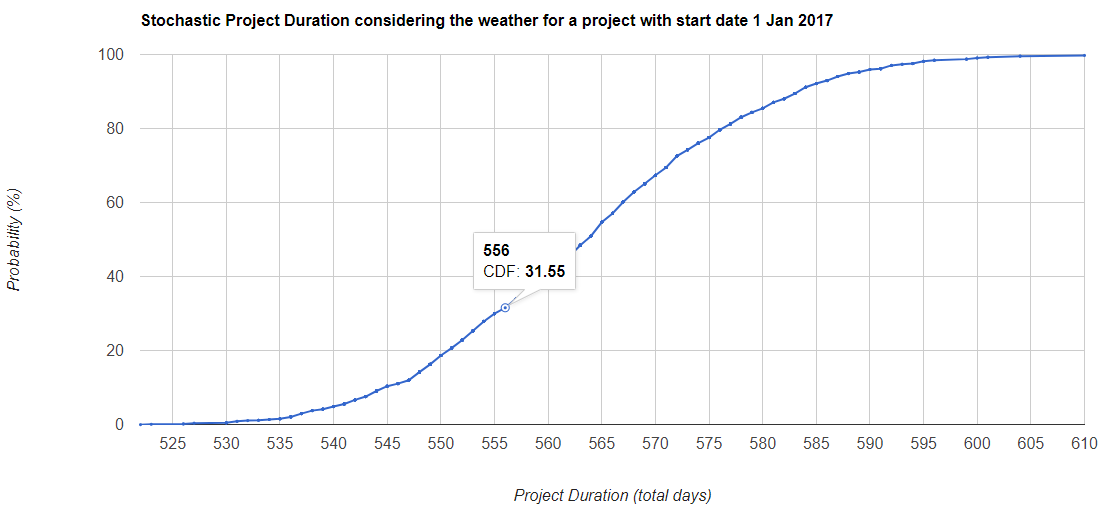 Stochastic Project Duration considering the weather for a project with start date 1 Jan 2017
100
80
60
40
20
0
Probability (%)
556
CDF: 31.55
525 530 535 540 545 550 555 560 565 570 575 580 585 590 595 600 605 610
Project Duration (total days)